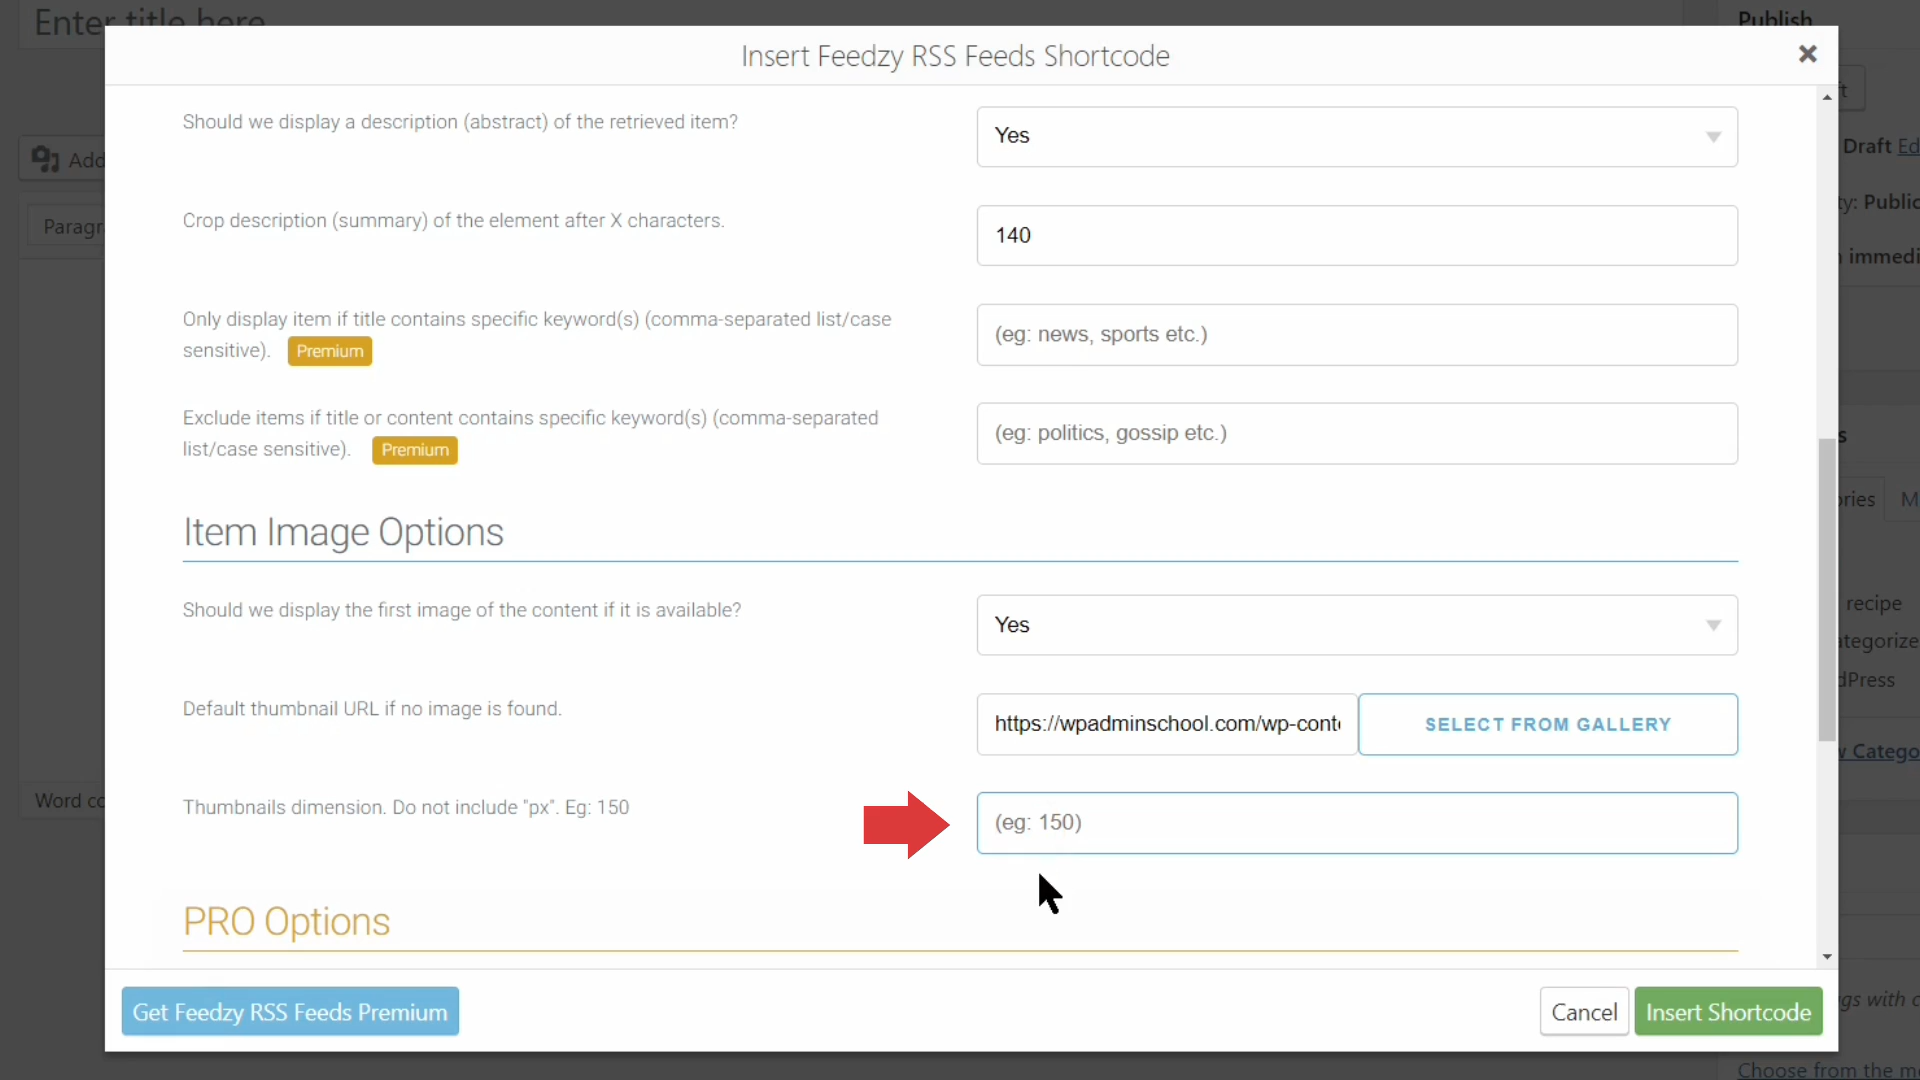 Enter title here
Publish
Insert Feedzy RSS Feeds Shortcode
Should we display a description (abstract) of the retrieved item?
Yes
Draft
Add
Crop description (summary) of the element after X characters.
140
Only display item if title contains specific keyword(s) (comma-separated list/case
sensitive). Premium
(eg: news, sports etc.)
Exclude items if title or content contains specific keyword(s) (comma-separated
list/case sensitive). Premium
(eg: politics, gossip etc.)
Item Image Options
Should we display the first image of the content if it is available?
Yes
recipe
Default thumbnail URL if no image is found.
https://wpadminschool.com/wp-cont
SELECT FROM GALLERY
Thumbnails dimension. Do not include "px". Eg: 150
(eg: 150)
Word
PRO Options
Get Feedzy RSS Feeds Premium
Cancel
Insert Shortcode
Choose from the